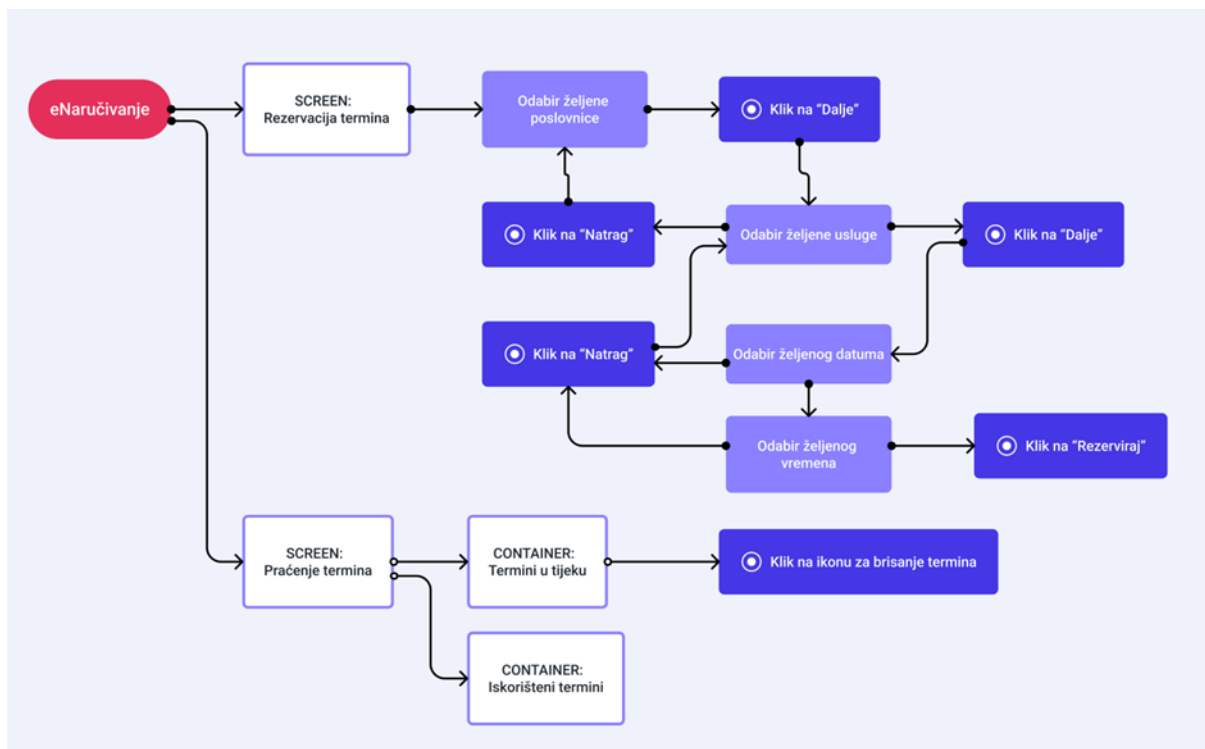 eNaručivanje
SCREEN:
Rezervacija termina
Odabir željene
poslovnice
Klik na “Dalje”
Klik na “Natrag”
Odabir željene usluge
Klik na “Dalje”
Klik na “Natrag”
Odabir željenog datuma
Odabir željenog
vremena
Klik na “Rezerviraj”
SCREEN:
Praćenje termina
CONTAINER:
Termini u tijeku
Klik na ikonu za brisanje termina
CONTAINER:
Iskorišteni termini